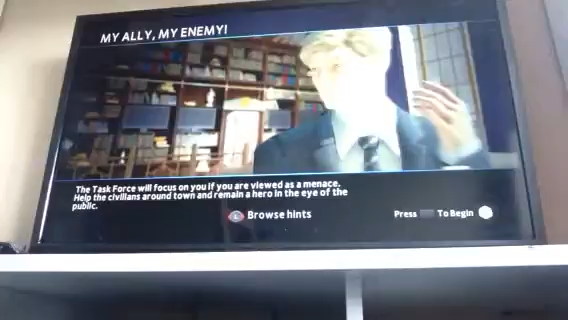 MY ALLY, MY ENEMY!
The Task Force will focus on you if you are viewed as a menace.
Help the civilians around town and remain a hero in the eye of the
public.
Browse hints
Press To Begin